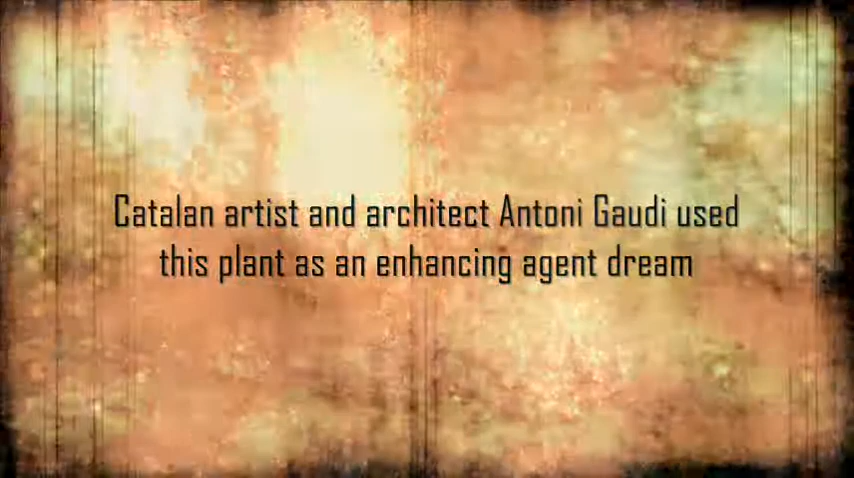 Catalan artist and architect Antoni Gaudi used
this plant as an enhancing agent dream